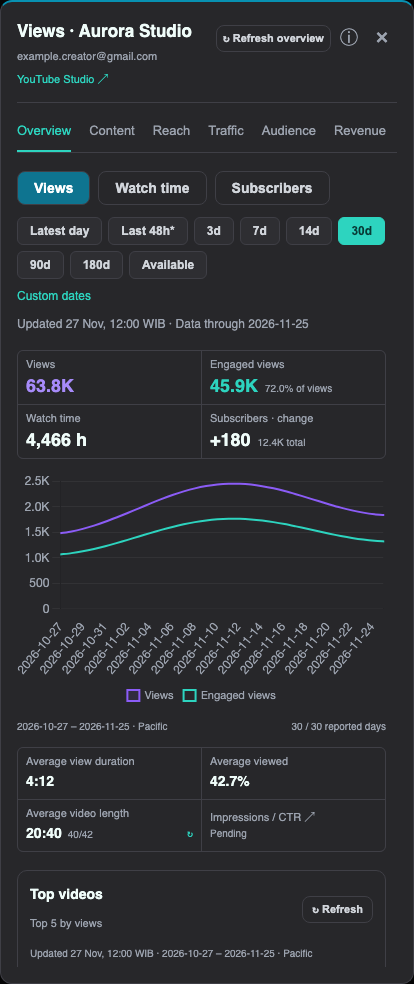 Views · Aurora Studio
↻ Refresh overview
ⓘ
✕
example.creator@gmail.com
YouTube Studio ↗
Overview Content Reach Traffic Audience Revenue
Views Watch time Subscribers
Latest day Last 48h* 3d 7d 14d 30d
90d 180d Available
Custom dates
Updated 27 Nov, 12:00 WIB · Data through 2026-11-25
Views
63.8K
Engaged views
45.9K 72.0% of views
Watch time
4,466 h
Subscribers · change
+180 12.4K total
2.5K
2.0K
1.5K
1.0K
500
0
2026-10-27
2026-10-29
2026-10-31
2026-11-02
2026-11-04
2026-11-06
2026-11-08
2026-11-10
2026-11-12
2026-11-14
2026-11-16
2026-11-18
2026-11-20
2026-11-22
2026-11-24
Views Engaged views
2026-10-27 – 2026-11-25 · Pacific 30 / 30 reported days
Average view duration
4:12
Average viewed
42.7%
Average video length
20:40 40/42 ↻
Impressions / CTR ↗
Pending
Top videos
↻ Refresh
Top 5 by views
Updated 27 Nov, 12:00 WIB · 2026-10-27 – 2026-11-25 · Pacific